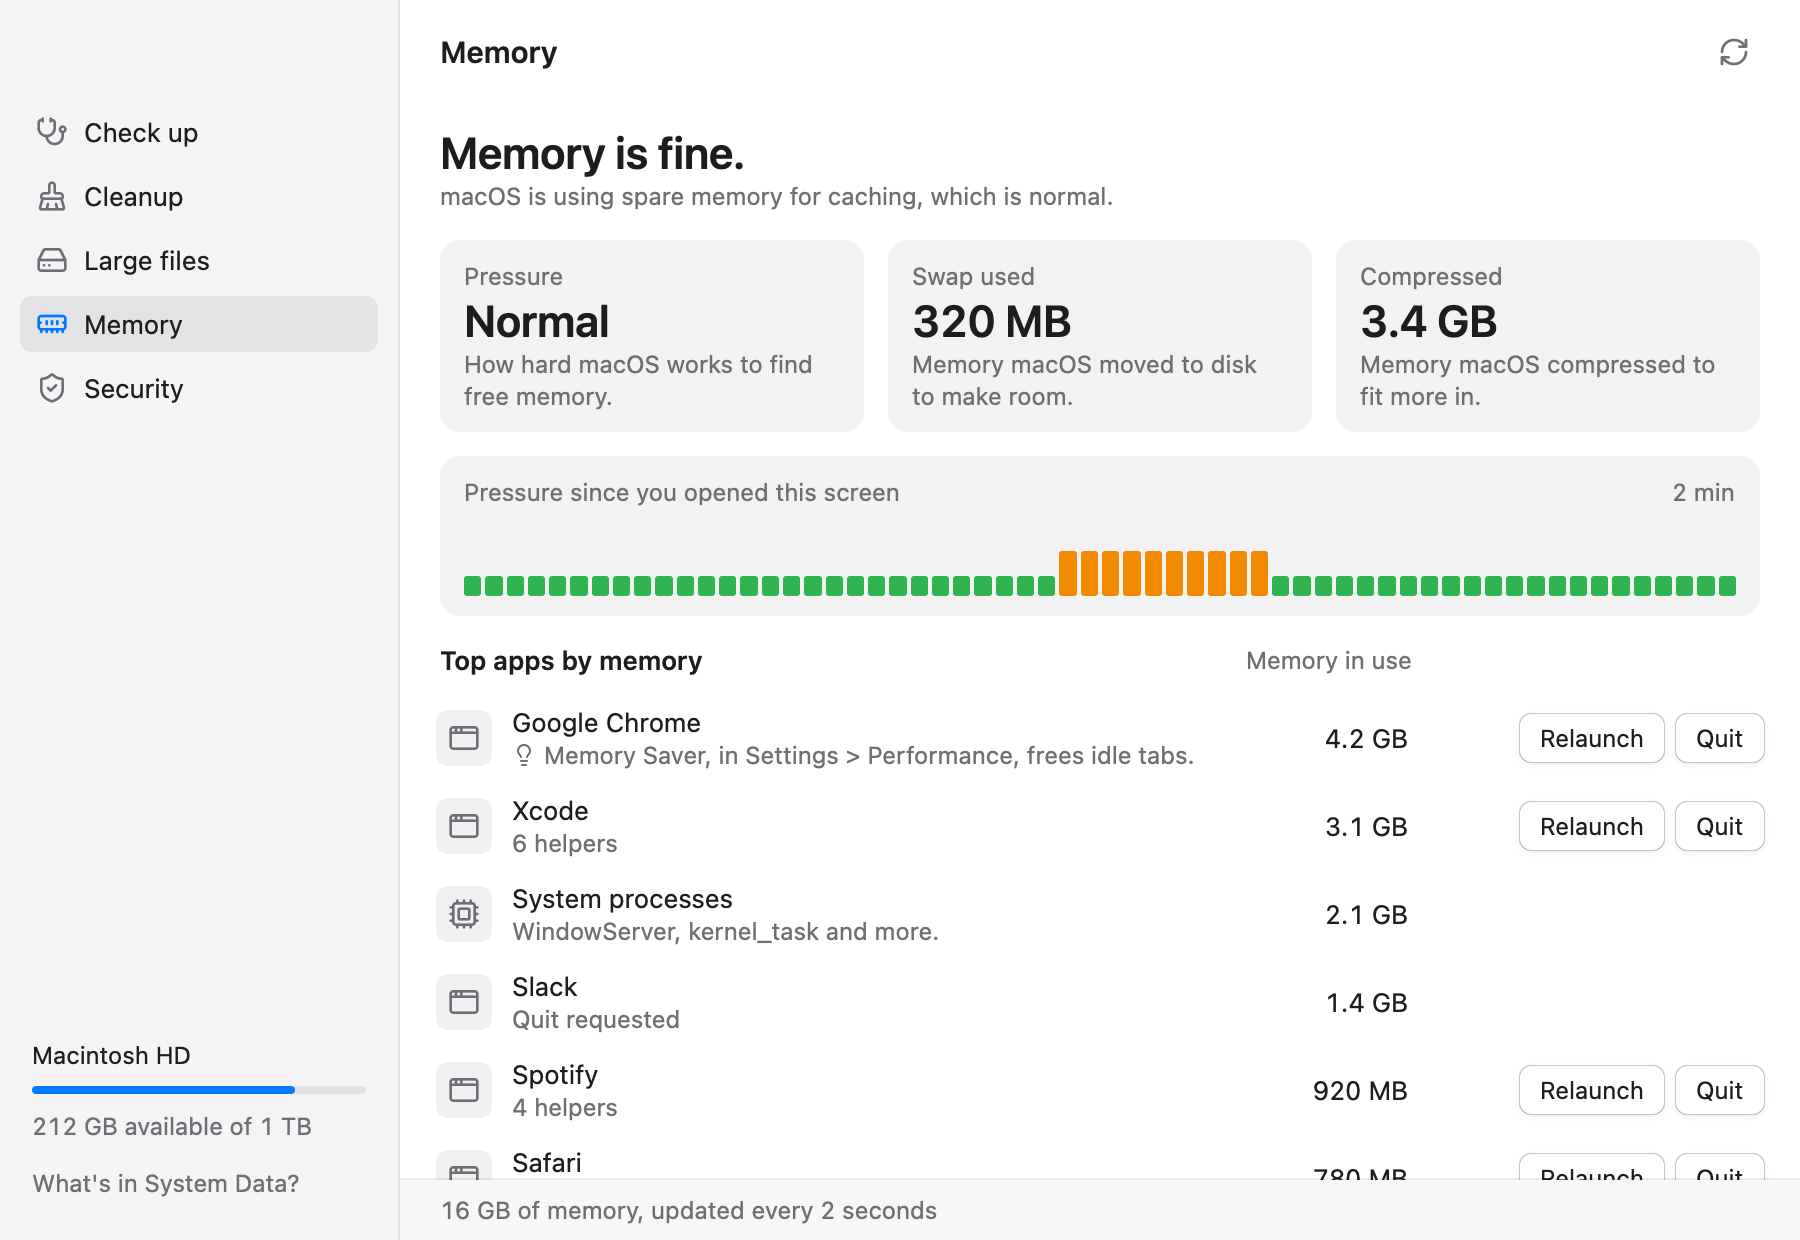 Memory
Check up
Cleanup
Large files
Memory
Security
Macintosh HD
212 GB available of 1 TB
What's in System Data?
Memory is fine.
macOS is using spare memory for caching, which is normal.
Pressure
Normal
How hard macOS works to find
free memory.
Swap used
320 MB
Memory macOS moved to disk
to make room.
Compressed
3.4 GB
Memory macOS compressed to
fit more in.
Pressure since you opened this screen
2 min
Top apps by memory
Memory in use
Google Chrome
Memory Saver, in Settings > Performance, frees idle tabs.
4.2 GB
Relaunch
Quit
Xcode
6 helpers
3.1 GB
Relaunch
Quit
System processes
WindowServer, kernel_task and more.
2.1 GB
Slack
Quit requested
1.4 GB
Spotify
4 helpers
920 MB
Relaunch
Quit
Safari
780 MB
Relaunch
Quit
16 GB of memory, updated every 2 seconds